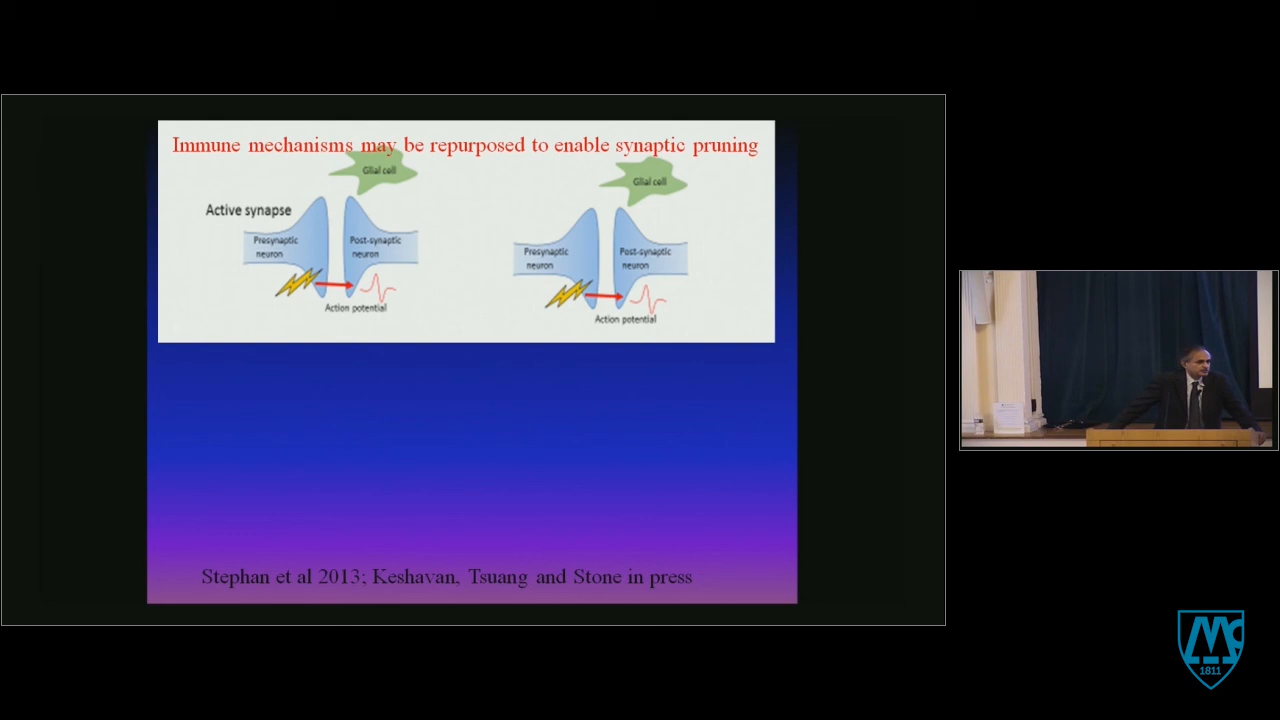 Immune mechanisms may be repurposed to enable synaptic pruning
Glial cell
Glial cell
Active synapse
Presynaptic
neuron
Post-synaptic
neuron
Presynaptic
neuron
Post-synaptic
neuron
Action potential
Action potential
Stephan et al 2013; Keshavan, Tsuang and Stone in press
Mc
1811